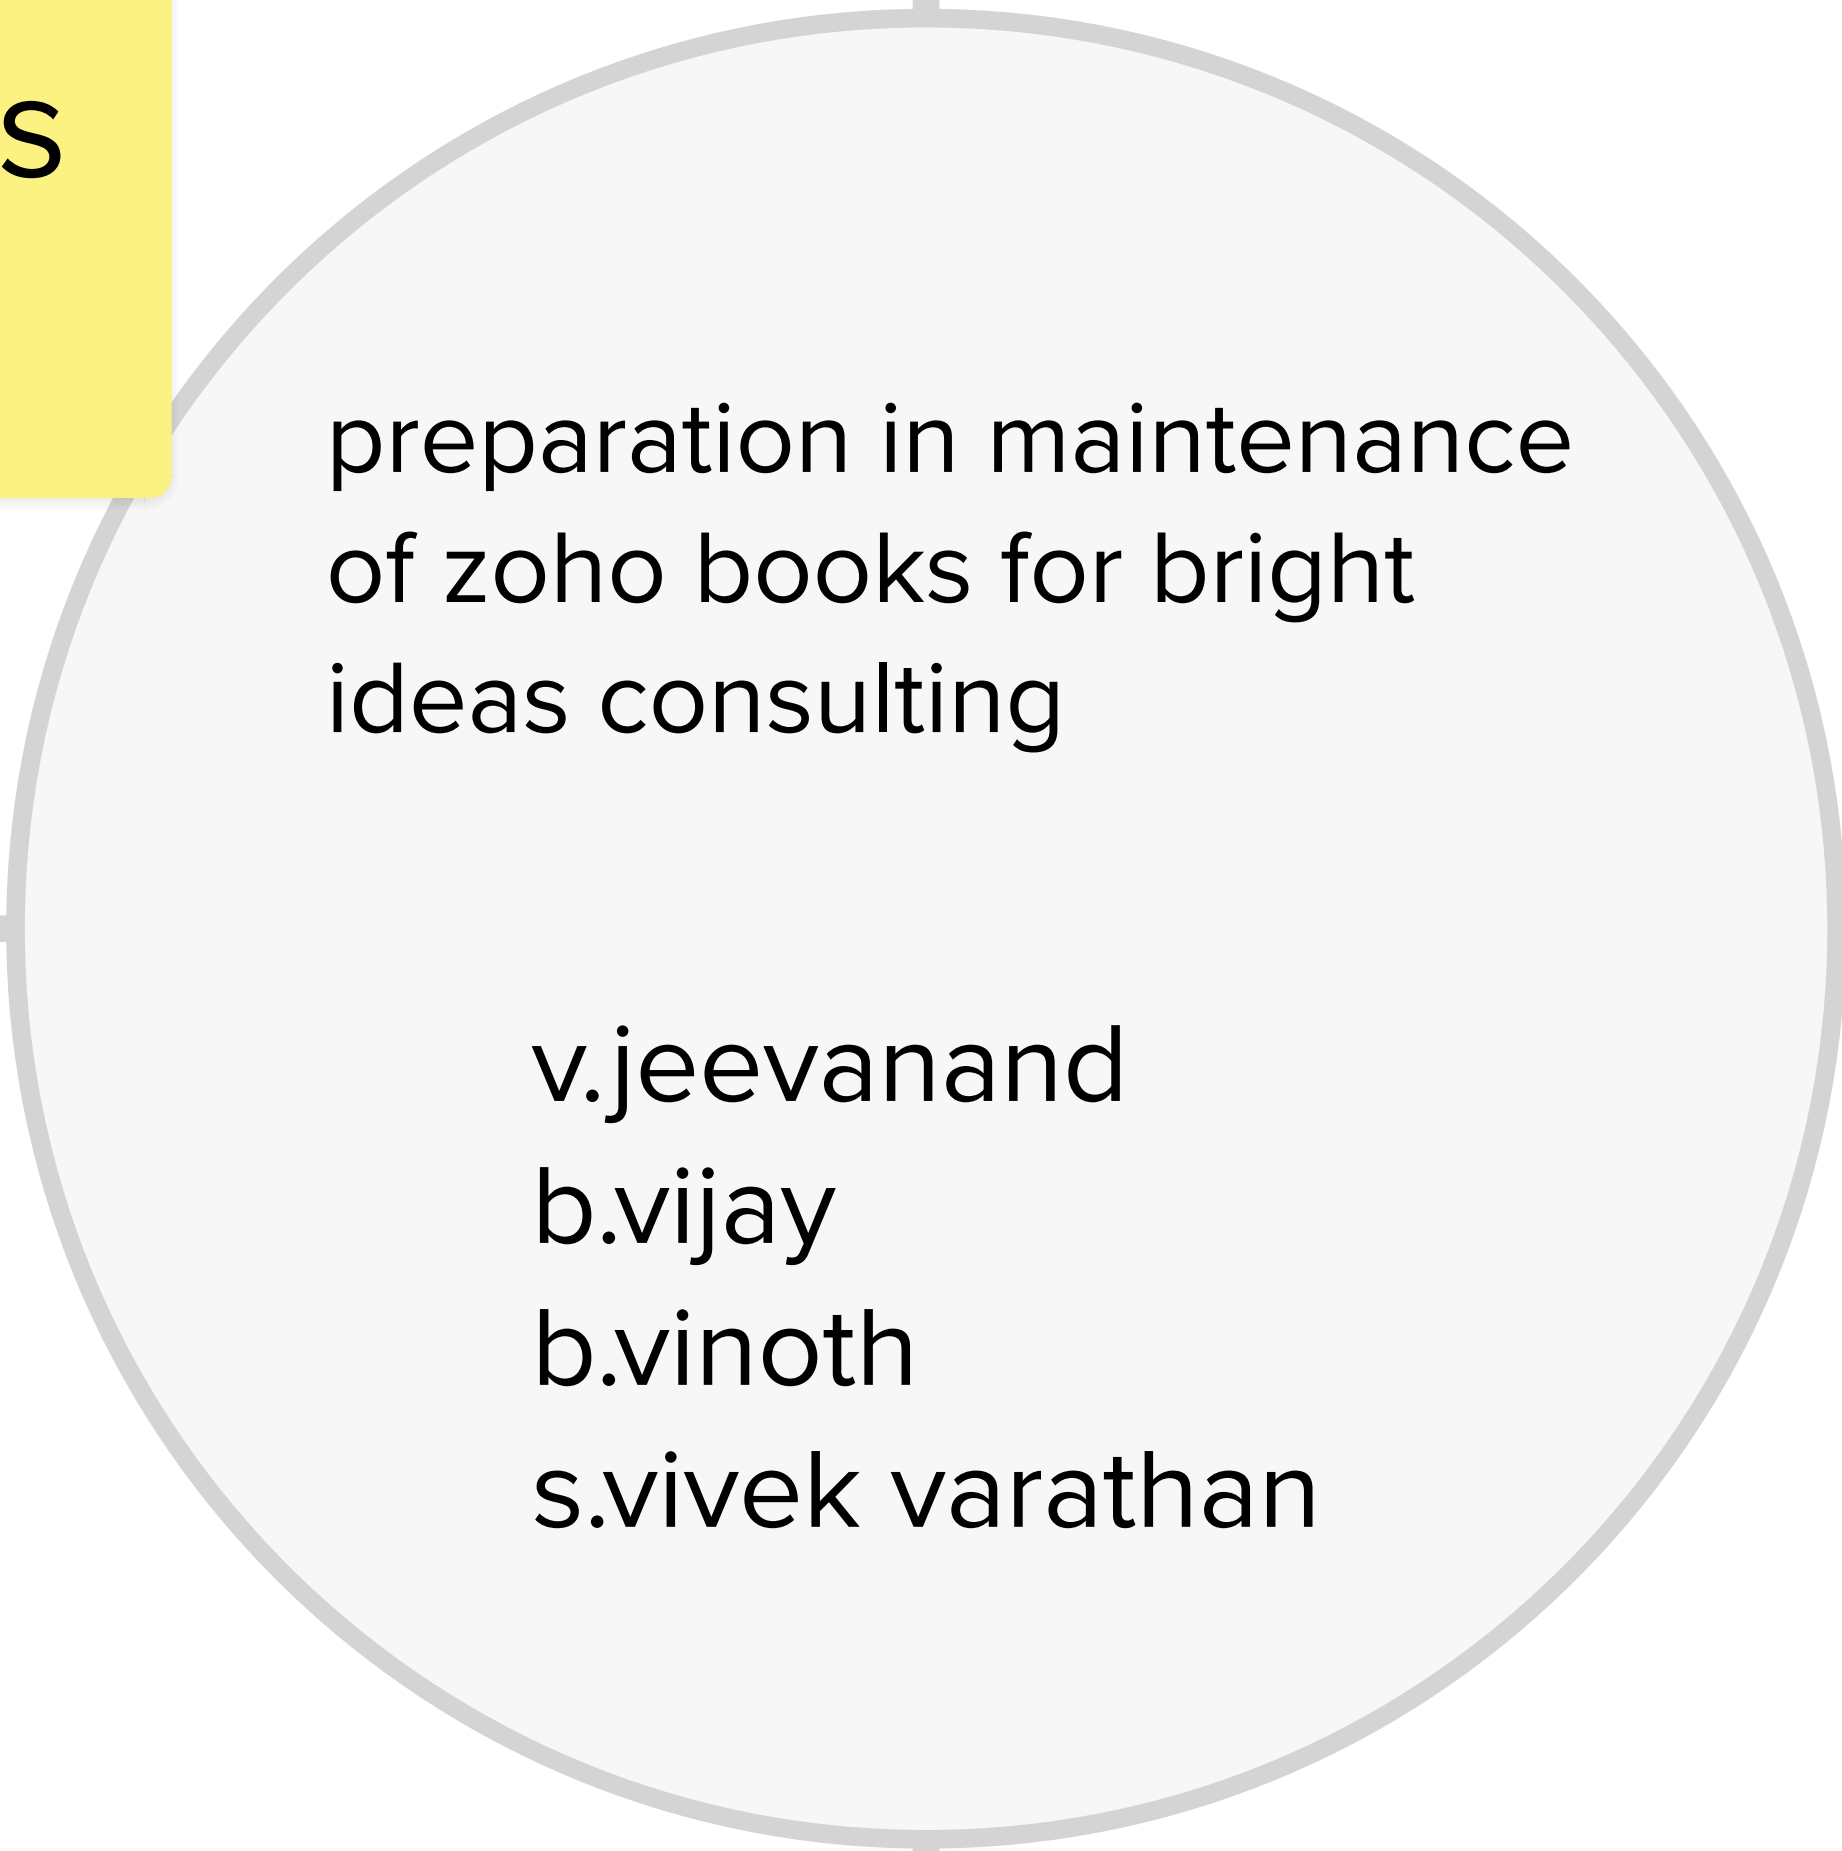 s
preparation in maintenance
of zoho books for bright
ideas consulting
v.jeevanand
b.vijay
b.vinoth
s.vivek varathan